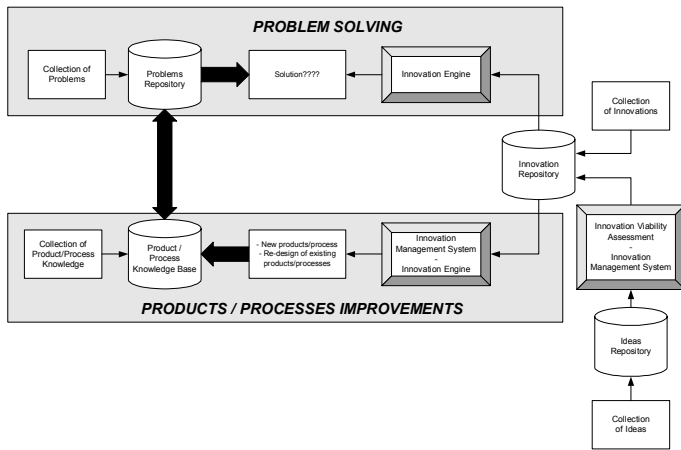 PROBLEM SOLVING
Collection of
Problems
Problems
Repository
Solution????
Innovation Engine
Collection
of Innovations
Innovation
Repository
Collection of
Product/Process
Knowledge
Product /
Process
Knowledge Base
- New products/process
- Re-design of existing
products/processes
Innovation
Management System
-
Innovation Engine
Innovation Viability
Assessment
-
Innovation
Management System
PRODUCTS / PROCESSES IMPROVEMENTS
Ideas
Repository
Collection
of Ideas